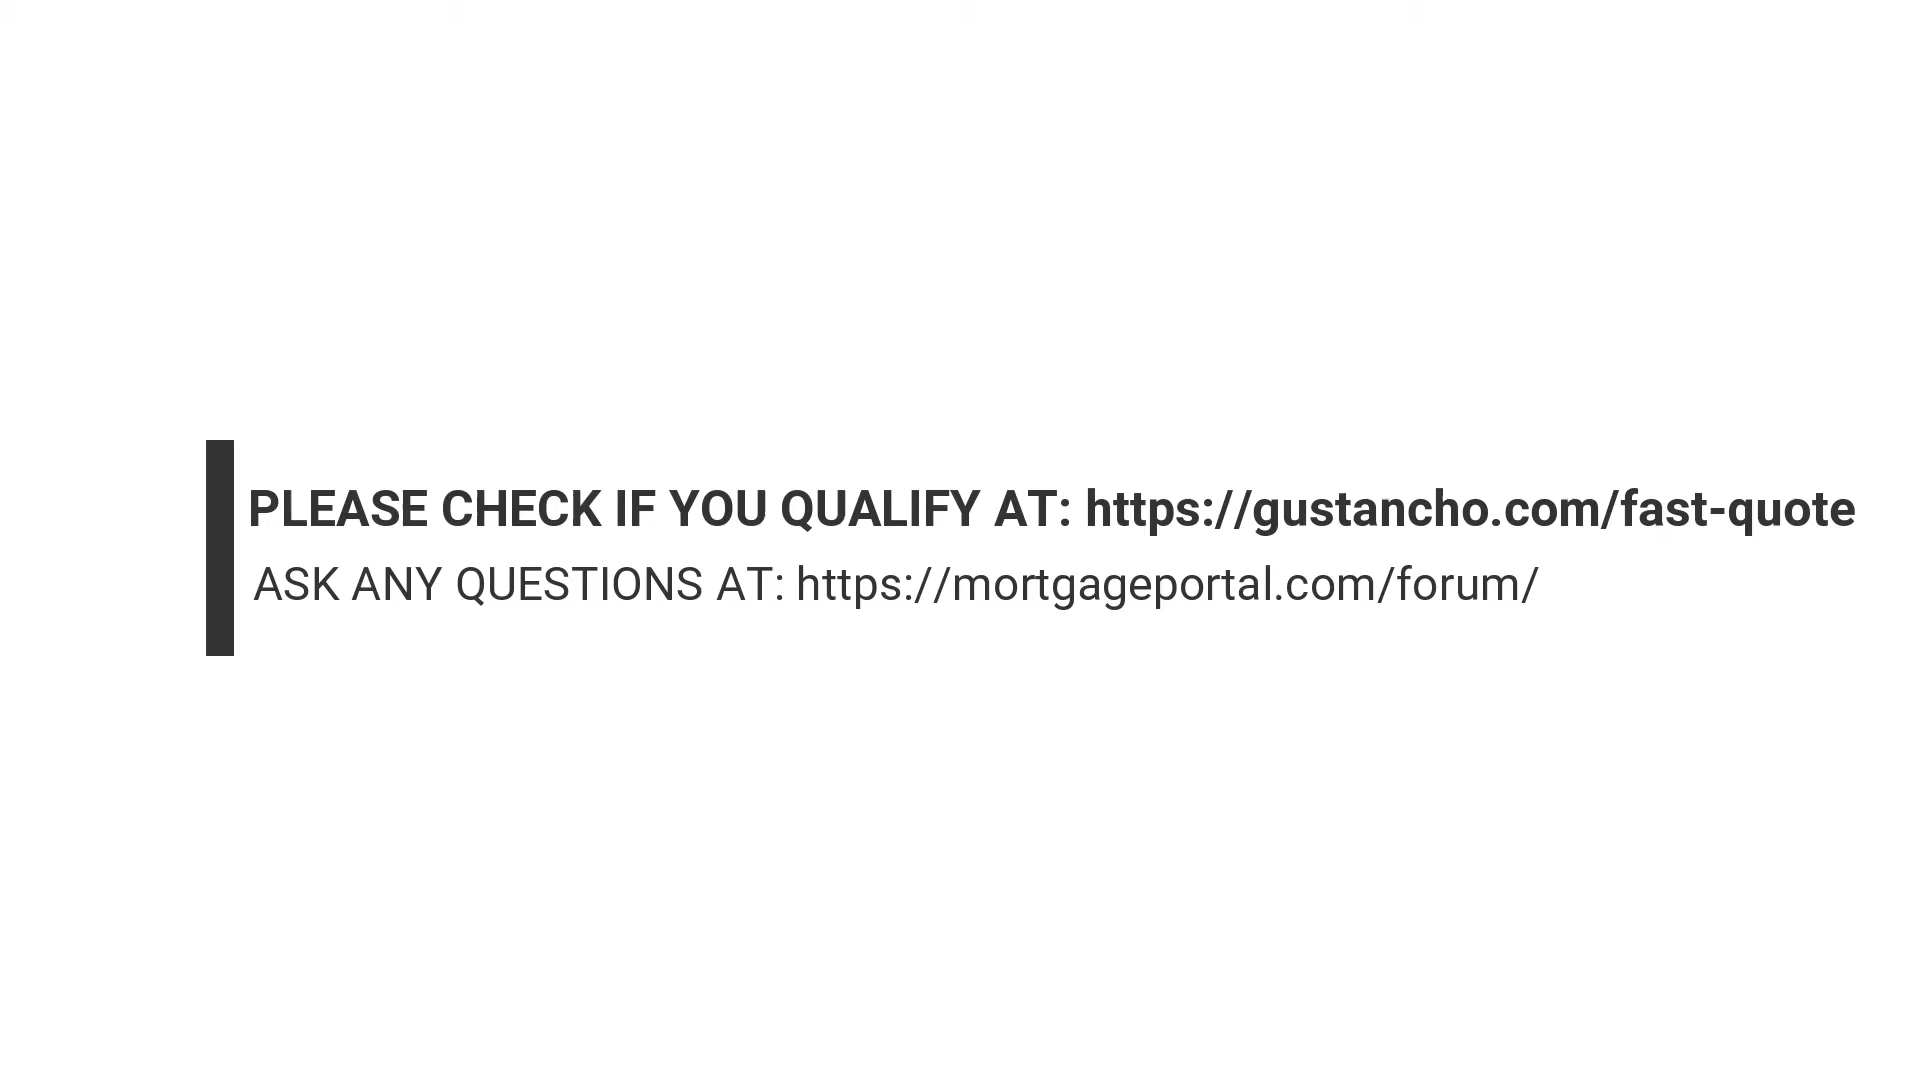 PLEASE CHECK IF YOU QUALIFY AT: https://gustancho.com/fast-quote
ASK ANY QUESTIONS AT: https://mortgageportal.com/forum/